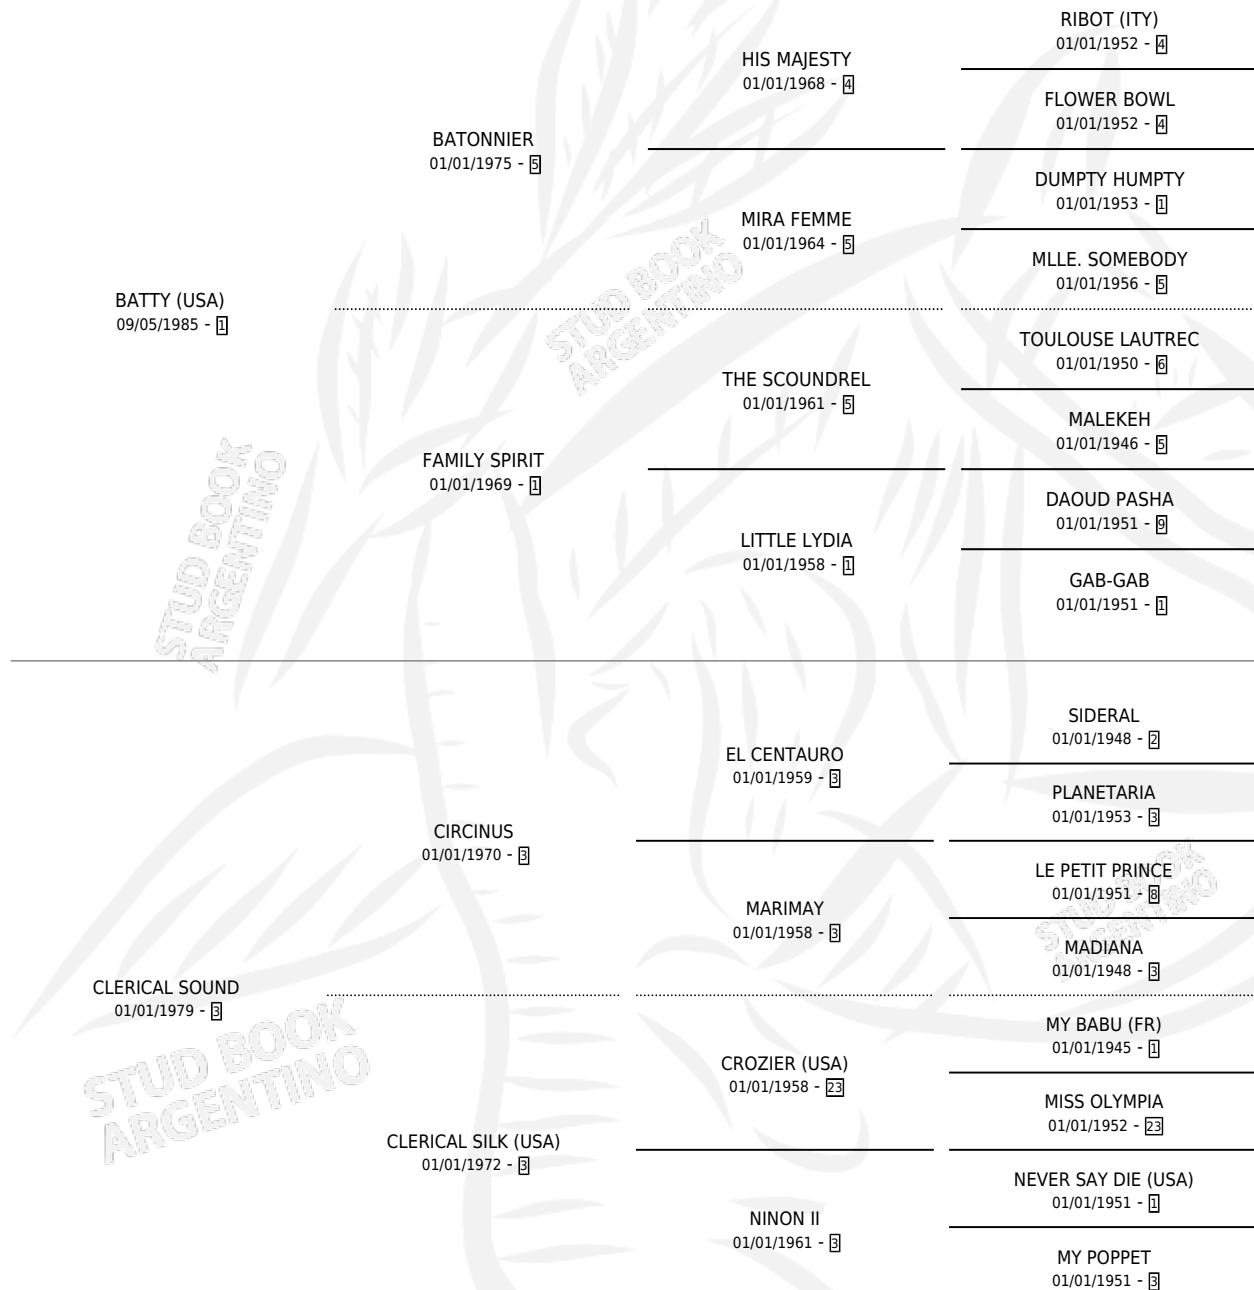 RIBOT (ITY)
01/01/1952 - 4
HIS MAJESTY
01/01/1968 - 4
FLOWER BOWL
01/01/1952 - 4
BATONNIER
01/01/1975 - 5
DUMPTY HUMPTY
01/01/1953 - 1
MIRA FEMME
01/01/1964 - 5
MLLE. SOMEBODY
01/01/1956 - 5
BATTY (USA)
09/05/1985 - 1
STUD BOOK
ARGENTINO
TOULOUSE LAUTREC
01/01/1950 - 6
THE SCOUNDREL
01/01/1961 - 5
MALEKEH
01/01/1946 - 5
FAMILY SPIRIT
01/01/1969 - 1
DAOUD PASHA
01/01/1951 - 9
LITTLE LYDIA
01/01/1958 - 1
GAB-GAB
01/01/1951 - 1
STUD BOOK
ARGENTINO
SIDERAL
01/01/1948 - 2
EL CENTAURO
01/01/1959 - 3
PLANETARIA
01/01/1953 - 3
CIRCINUS
01/01/1970 - 3
LE PETIT PRINCE
01/01/1951 - 8
MARIMAY
01/01/1958 - 3
STUD BOOK
ARGENTINO
MADIANA
01/01/1948 - 3
CLERICAL SOUND
01/01/1979 - 3
MY BABU (FR)
01/01/1945 - 1
CROZIER (USA)
01/01/1958 - 23
STUD BOOK
ARGENTINO
MISS OLYMPIA
01/01/1952 - 23
CLERICAL SILK (USA)
01/01/1972 - 3
NEVER SAY DIE (USA)
01/01/1951 - 1
NINON II
01/01/1961 - 3
MY POPPET
01/01/1951 - 3